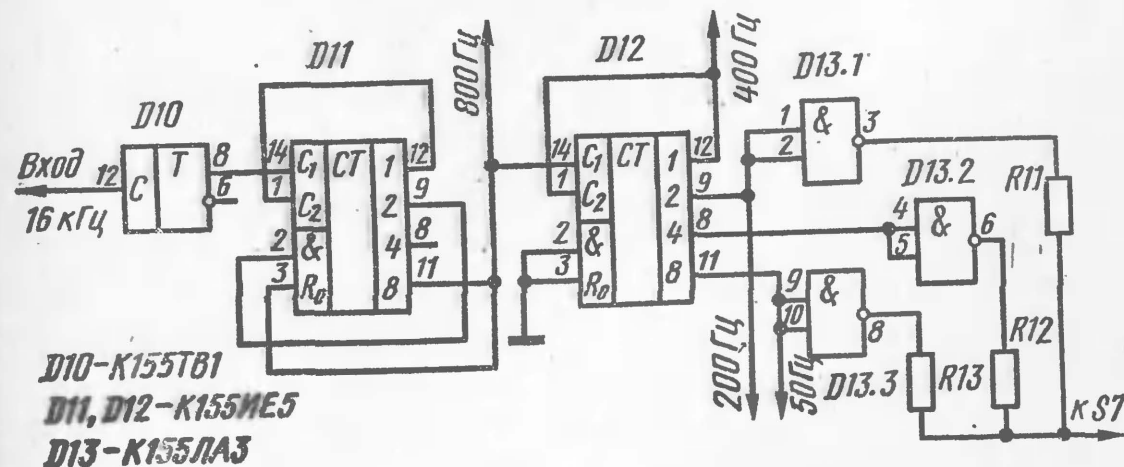 D10
Вход
16 кГц
12
C
T
8
6
D11
14
1
2
3
C1
C2
&
R0
CT
1
2
4
8
12
9
8
11
800 Гц
D12
14
1
2
3
C1
C2
&
R0
CT
1
2
4
8
12
9
8
11
400 Гц
D13.1
1
2
&
3
D13.2
4
5
&
6
9
10
&
8
D13.3
200 Гц
50 Гц
R11
R12
R13
к S7
D10-К155ТВ1
D11, D12-К155ИЕ5
D13-К155ЛА3